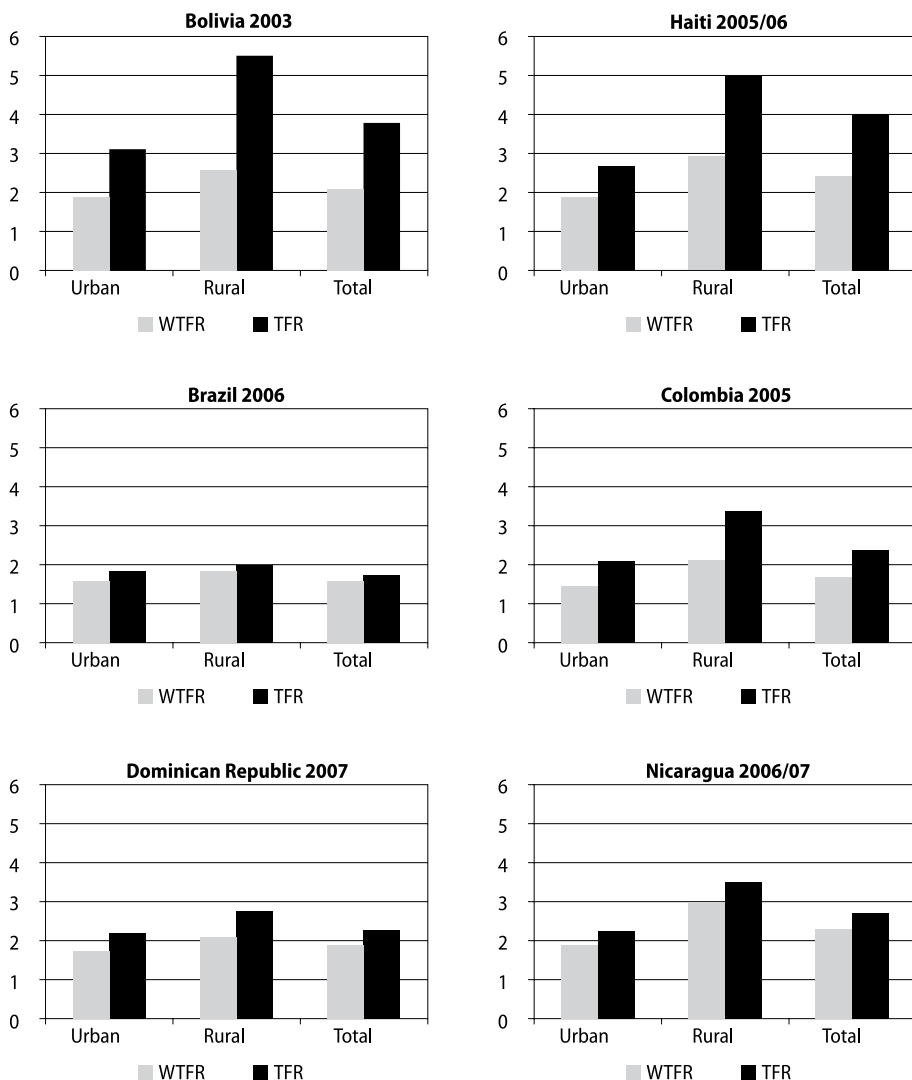 Bolivia 2003
6
5
4
3
2
1
0
Urban Rural Total
WTFR TFR
Haiti 2005/06
6
5
4
3
2
1
0
Urban Rural Total
WTFR TFR
Brazil 2006
6
5
4
3
2
1
0
Urban Rural Total
WTFR TFR
Colombia 2005
6
5
4
3
2
1
0
Urban Rural Total
WTFR TFR
Dominican Republic 2007
6
5
4
3
2
1
0
Urban Rural Total
WTFR TFR
Nicaragua 2006/07
6
5
4
3
2
1
0
Urban Rural Total
WTFR TFR